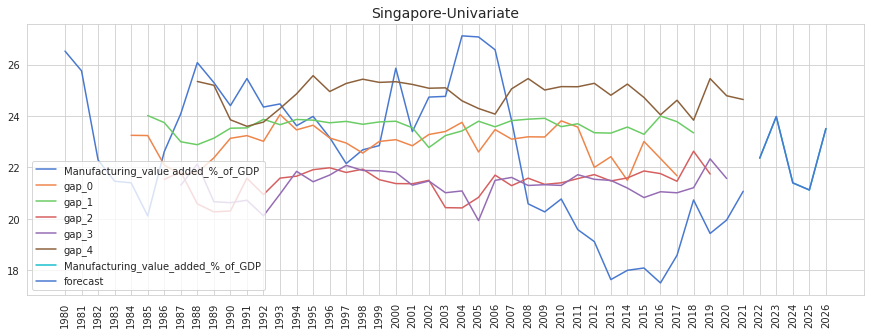 Singapore-Univariate
26
24
22
20
18
Manufacturing_value_added_%_of_GDP
gap_0
gap_1
gap_2
gap_3
gap_4
Manufacturing_value_added_%_of_GDP
forecast
1980 1981 1982 1983 1984 1985 1986 1987 1988 1989 1990 1991 1992 1993 1994 1995 1996 1997 1998 1999 2000 2001 2002 2003 2004 2005 2006 2007 2008 2009 2010 2011 2012 2013 2014 2015 2016 2017 2018 2019 2020 2021 2022 2023 2024 2025 2026